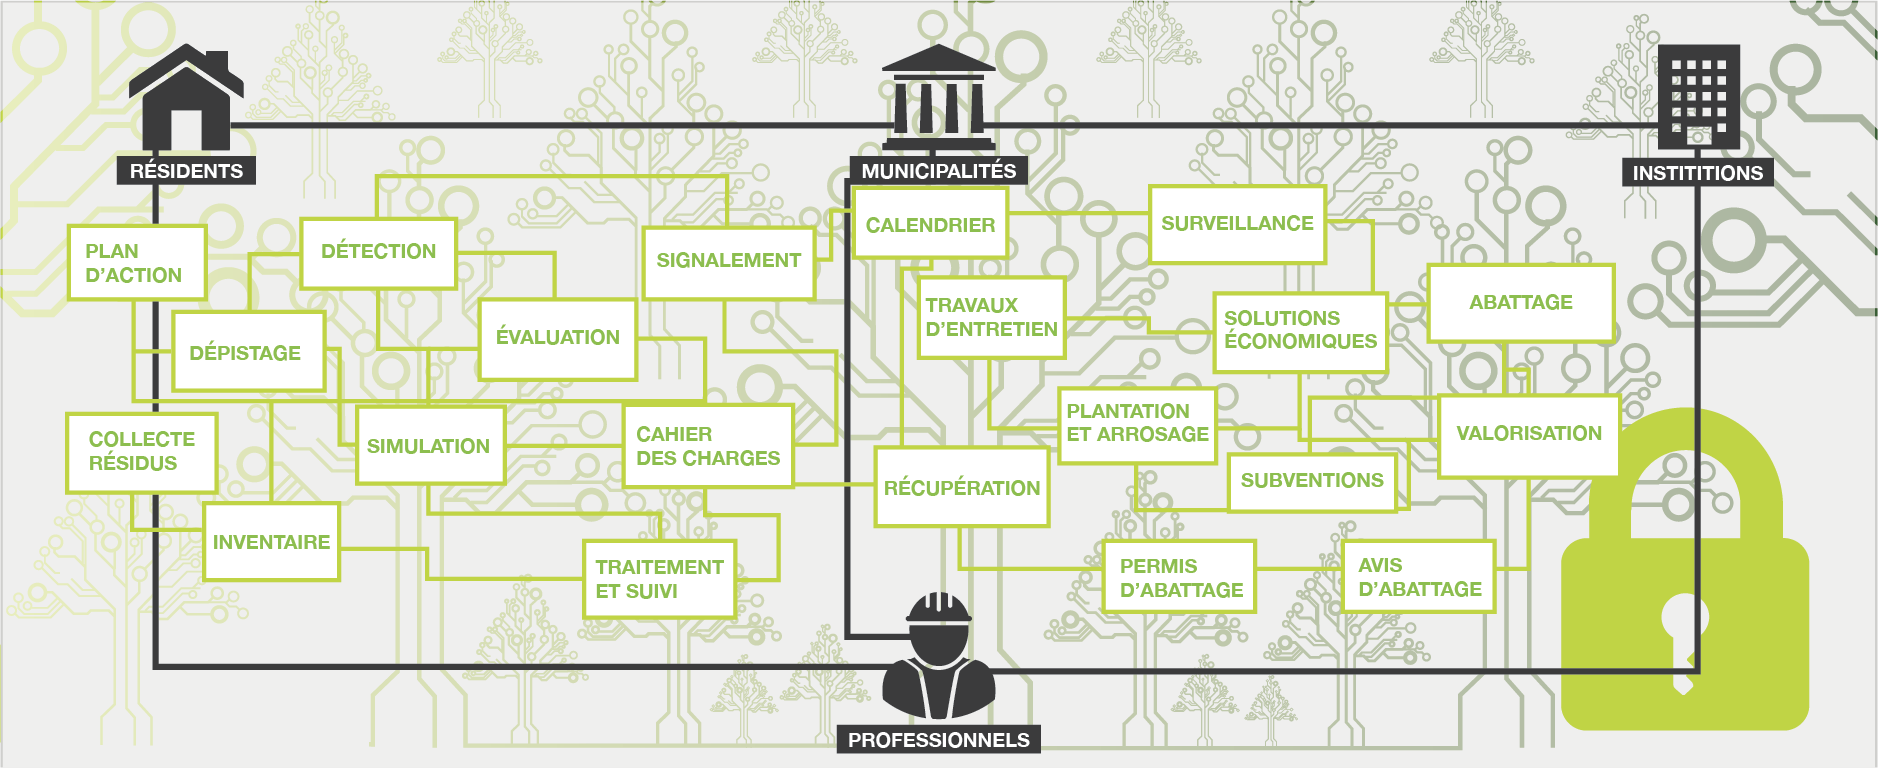 RÉSIDENTS
MUNICIPALITÉS
INSTITITIONS
PLAN
D'ACTION
DÉTECTION
SIGNALEMENT
CALENDRIER
SURVEILLANCE
DÉPISTAGE
ÉVALUATION
TRAVAUX
D'ENTRETIEN
SOLUTIONS
ÉCONOMIQUES
ABATTAGE
COLLECTE
RÉSIDUS
SIMULATION
CAHIER
DES CHARGES
PLANTATION
ET ARROSAGE
VALORISATION
RÉCUPÉRATION
SUBVENTIONS
INVENTAIRE
TRAITEMENT
ET SUIVI
PERMIS
D'ABATTAGE
AVIS
D'ABATTAGE
PROFESSIONNELS